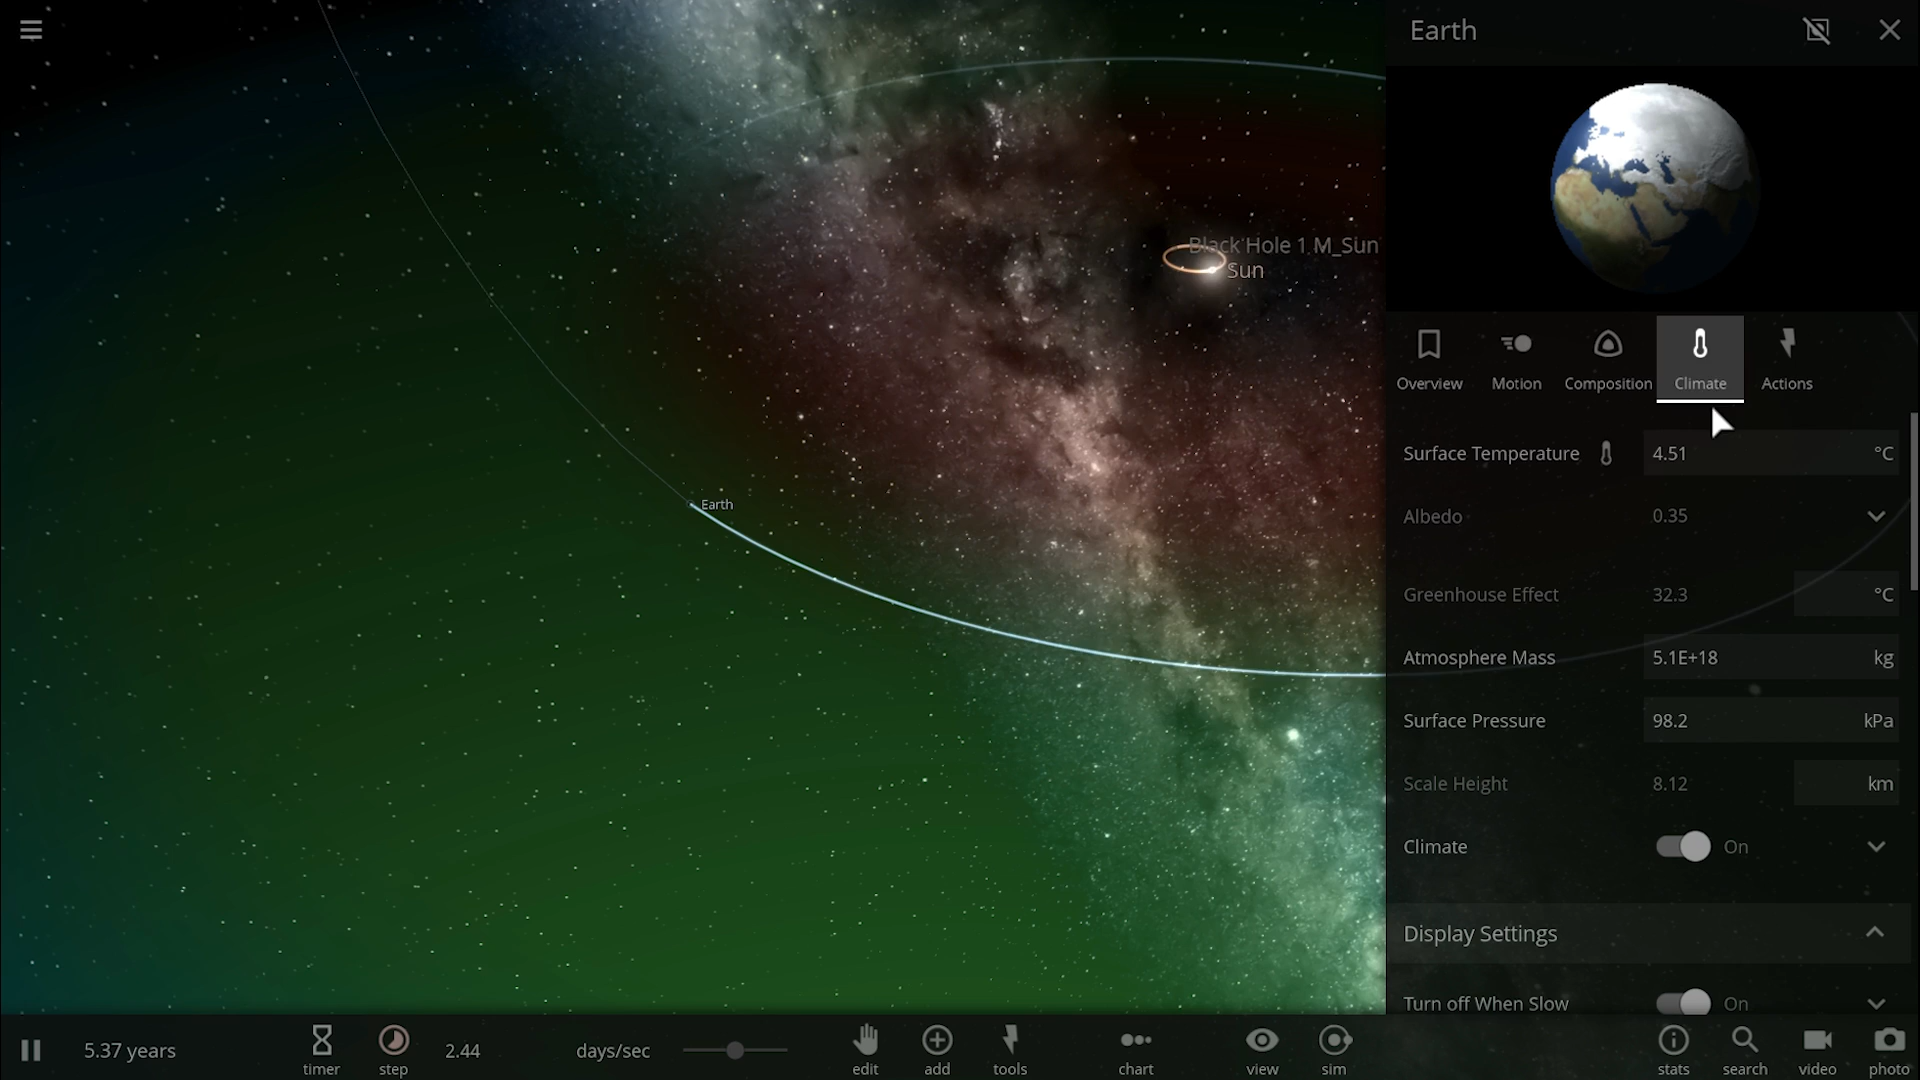 Earth
Black Hole 1 M_Sun
Sun
Earth
Overview
Motion
Composition
Climate
Actions
Surface Temperature 4.51 °C
Albedo 0.35
Greenhouse Effect 32.3 °C
Atmosphere Mass 5.1E+18 kg
Surface Pressure 98.2 kPa
Scale Height 8.12 km
Climate On
Display Settings
Turn off When Slow On
5.37 years
timer
step
2.44 days/sec
edit
add
tools
chart
view
sim
stats
search
video
photo